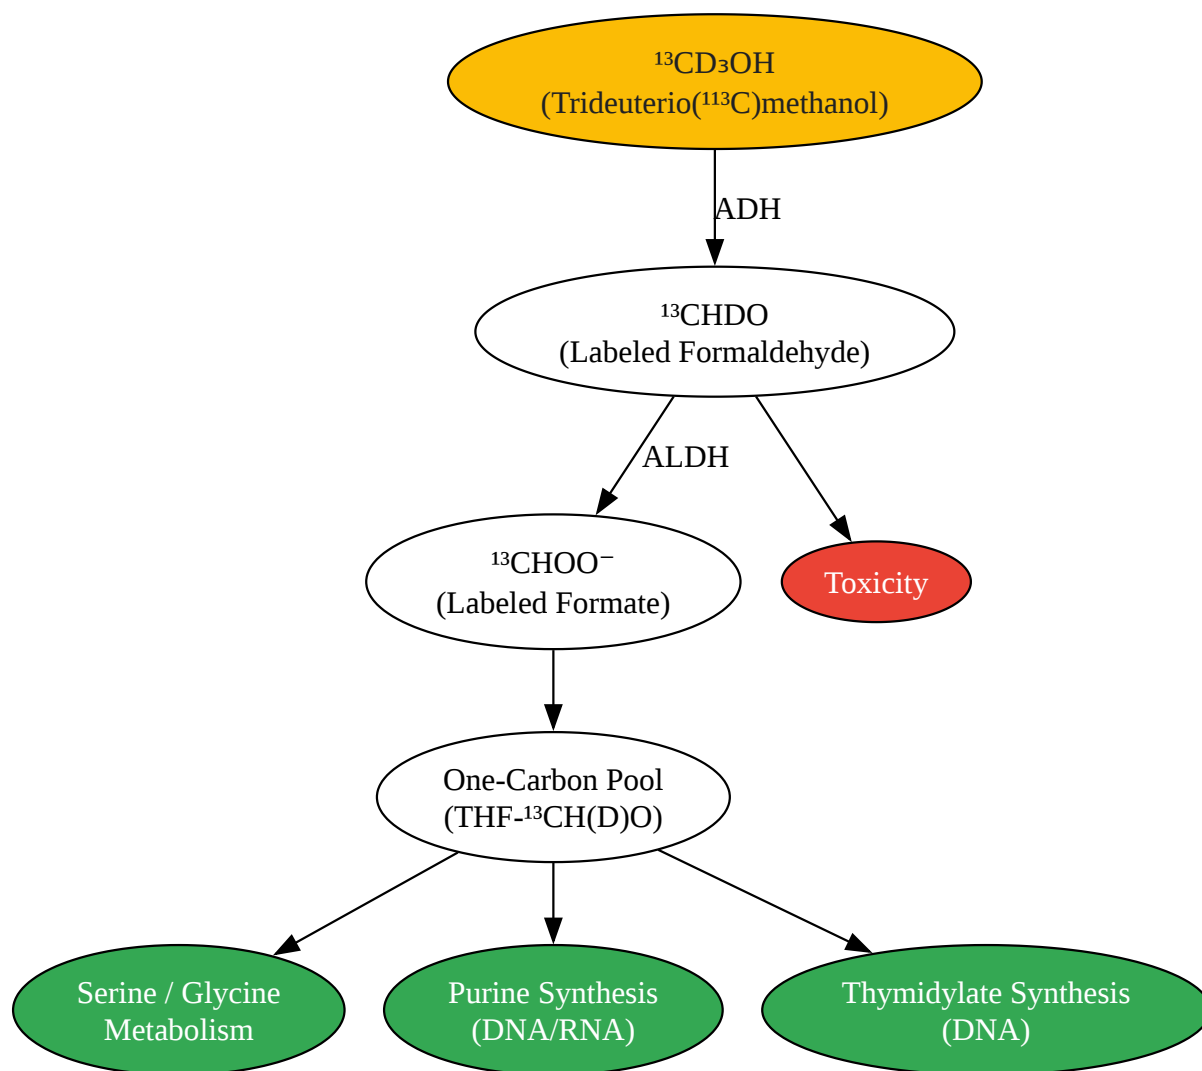 ¹³CD₃OH
(Trideuterio(¹¹³C)methanol)
ADH
¹³CHDO
(Labeled Formaldehyde)
ALDH
¹³CHOO⁻
(Labeled Formate)
Toxicity
One-Carbon Pool
(THF-¹³CH(D)O)
Serine / Glycine
Metabolism
Purine Synthesis
(DNA/RNA)
Thymidylate Synthesis
(DNA)